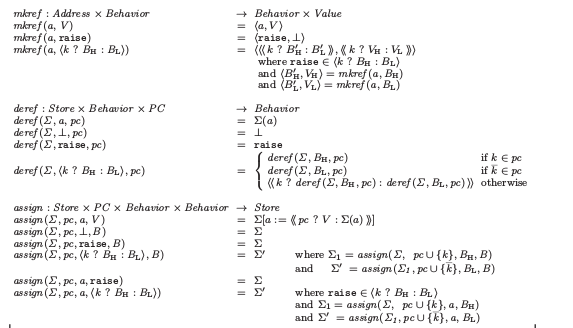 mkref : Address × Behavior → Behavior × Value
mkref(a, V) = ⟨a, V⟩
mkref(a, raise) = ⟨raise, ⊥⟩
mkref(a, ⟨k ? B_H : B_L⟩) = ⟨⟨⟨ k ? B′_H : B′_L ⟩⟩, ⟨⟨ k ? V_H : V_L ⟩⟩⟩
where raise ∈ ⟨k ? B_H : B_L⟩
and ⟨B′_H, V_H⟩ = mkref(a, B_H)
and ⟨B′_L, V_L⟩ = mkref(a, B_L)
deref : Store × Behavior × PC → Behavior
deref(Σ, a, pc) = Σ(a)
deref(Σ, ⊥, pc) = ⊥
deref(Σ, raise, pc) = raise
deref(Σ, ⟨k ? B_H : B_L⟩, pc) = { deref(Σ, B_H, pc) if k ∈ pc
deref(Σ, B_L, pc) if k̅ ∈ pc
⟨⟨ k ? deref(Σ, B_H, pc) : deref(Σ, B_L, pc) ⟩⟩ otherwise
assign : Store × PC × Behavior × Behavior → Store
assign(Σ, pc, a, V) = Σ[a := ⟨⟨ pc ? V : Σ(a) ⟩⟩]
assign(Σ, pc, ⊥, B) = Σ
assign(Σ, pc, raise, B) = Σ
assign(Σ, pc, ⟨k ? B_H : B_L⟩, B) = Σ′ where Σ₁ = assign(Σ, pc ∪ {k}, B_H, B)
and Σ′ = assign(Σ₁, pc ∪ {k̅}, B_L, B)
assign(Σ, pc, a, raise) = Σ
assign(Σ, pc, a, ⟨k ? B_H : B_L⟩) = Σ′ where raise ∈ ⟨k ? B_H : B_L⟩
and Σ₁ = assign(Σ, pc ∪ {k}, a, B_H)
and Σ′ = assign(Σ₁, pc ∪ {k̅}, a, B_L)